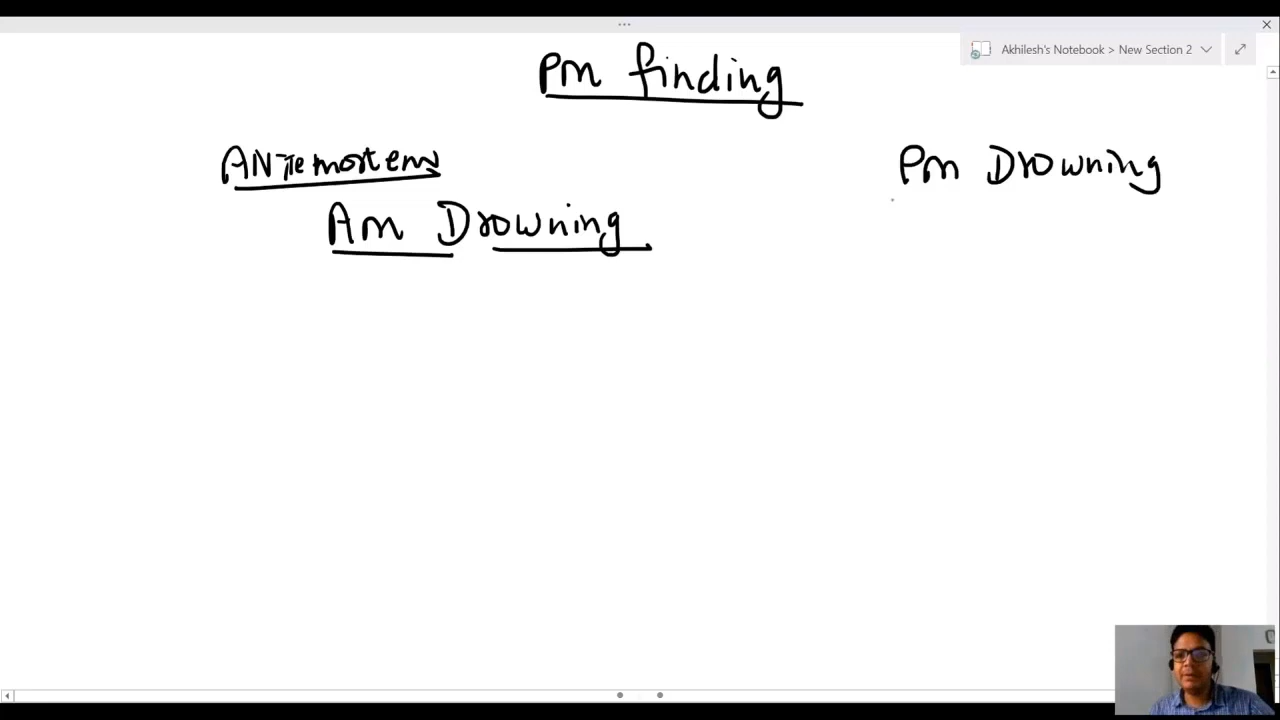 Akhilesh's Notebook > New Section 2
PM finding
ANTemortem
PM Drowning
Am Drowning